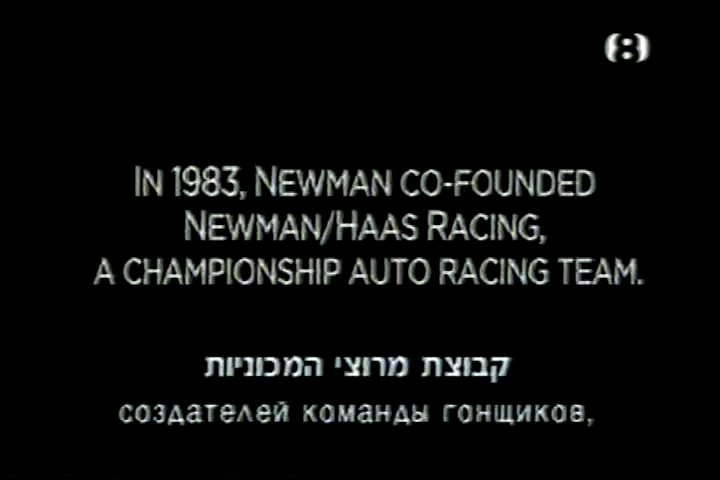 (8)
IN 1983, NEWMAN CO-FOUNDED
NEWMAN/HAAS RACING,
A CHAMPIONSHIP AUTO RACING TEAM.
קבוצת מרוצי המכוניות
создателей команды гонщиков,